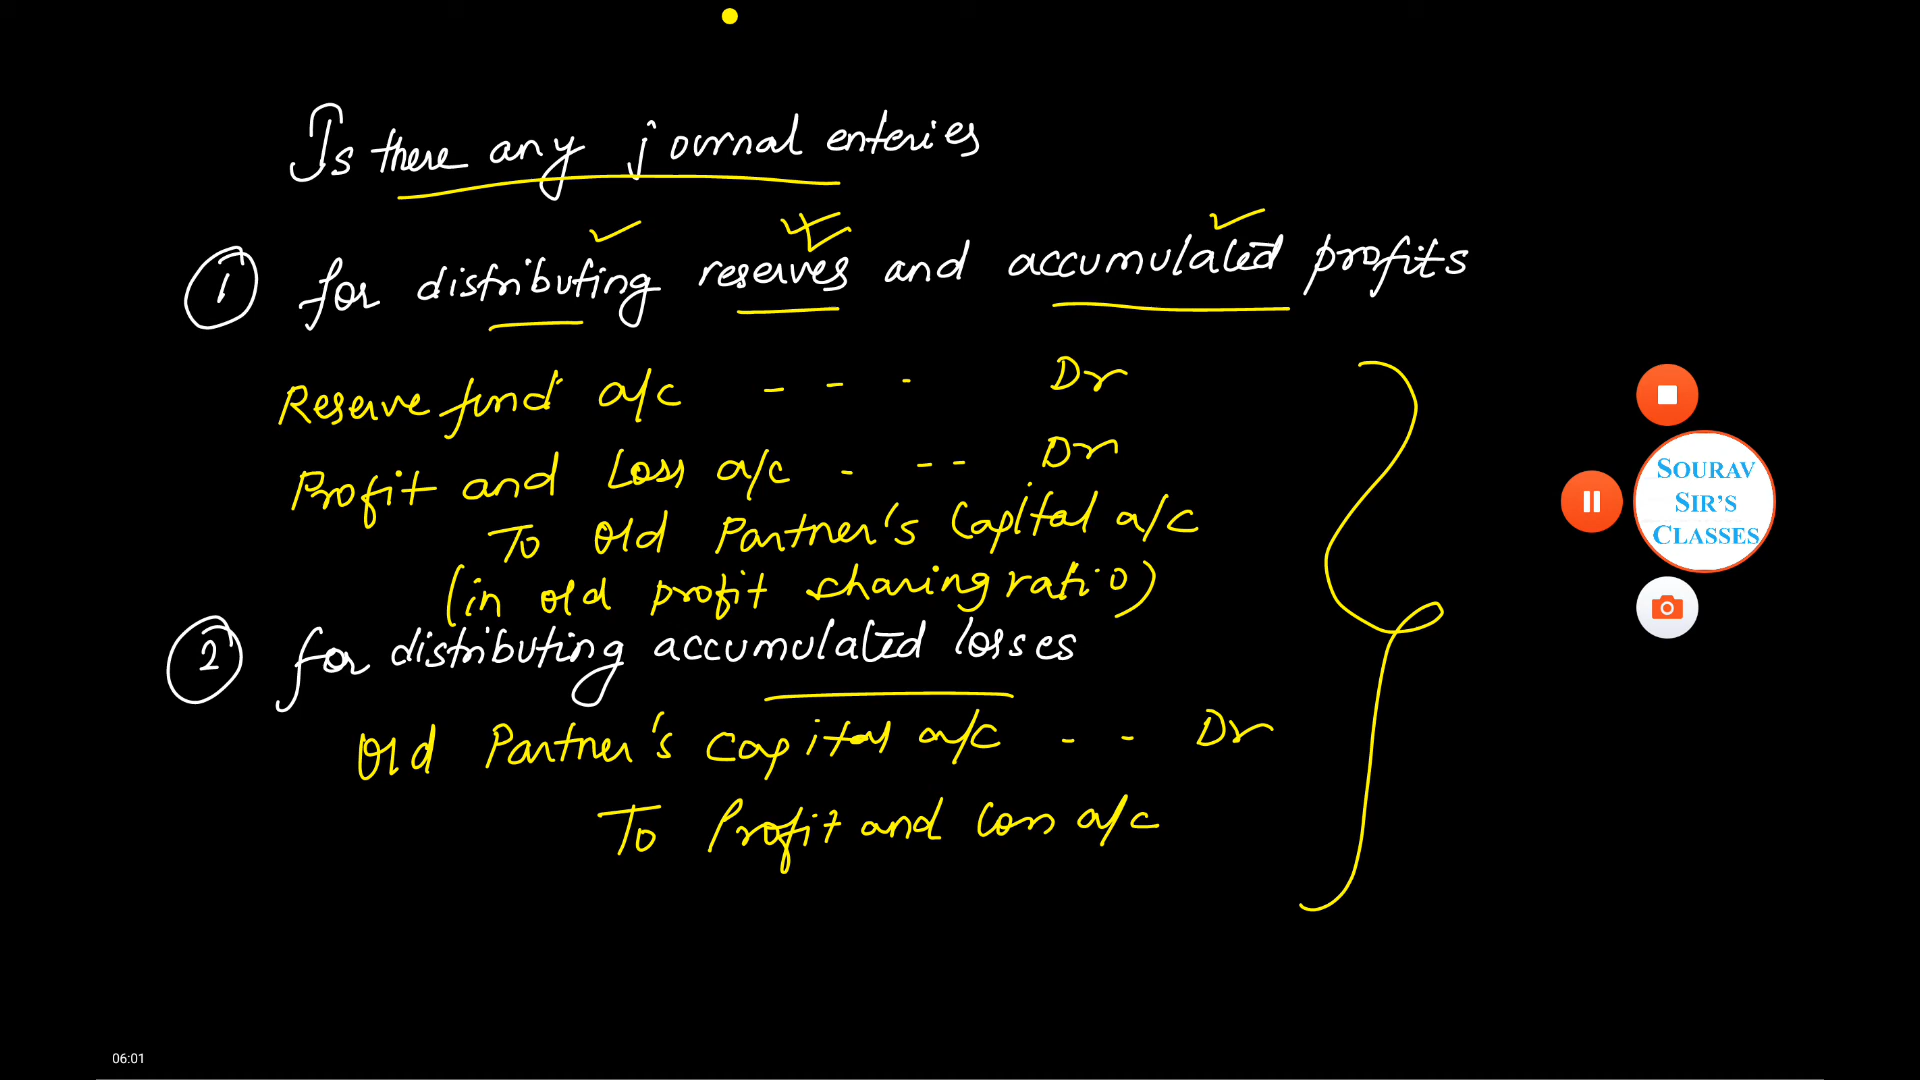 Is there any journal enteries
① for distributing reserves and accumulated profits
Reserve fund a/c - - - Dr
Profit and Loss a/c - - - Dr
To Old Partner's Capital a/c
(in old profit sharing ratio)
② for distributing accumulated losses
Old Partner's Capital a/c - - Dr
To Profit and Loss a/c
SOURAV
SIR'S
CLASSES
06:01